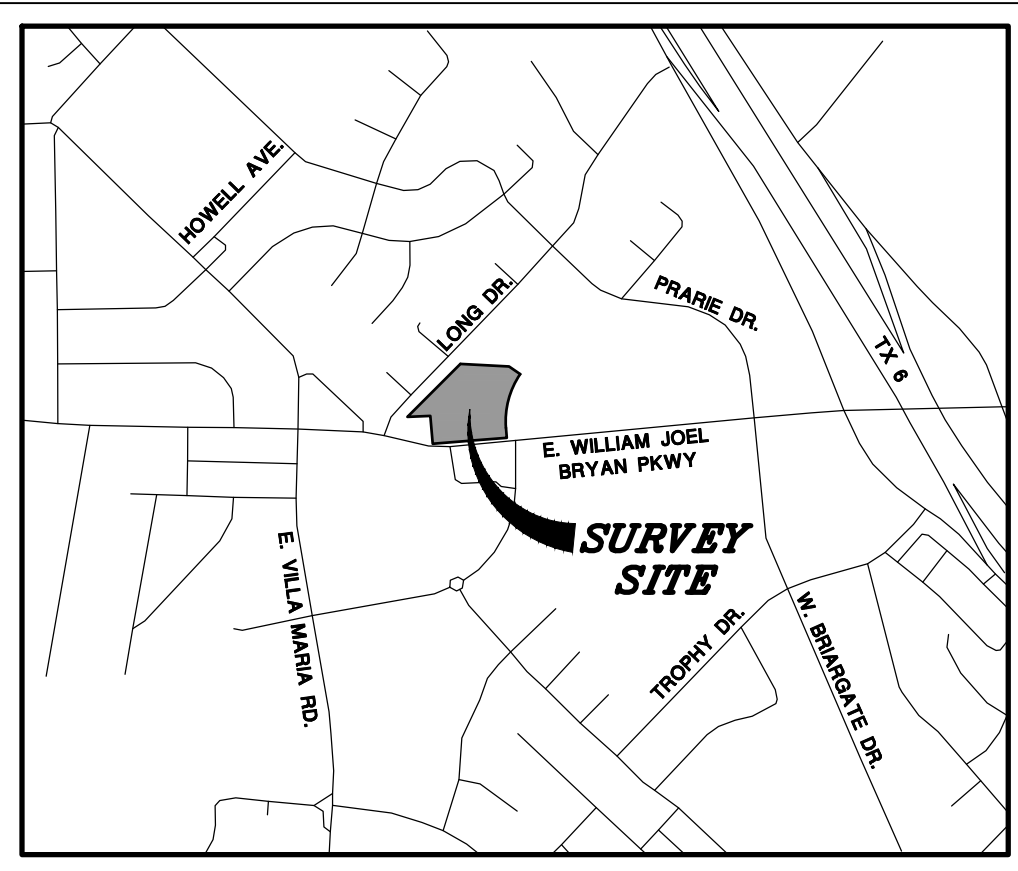 HOWELL AVE.
LONG DR.
PRARIE DR.
TX 6
E. WILLIAM JOEL
BRYAN PKWY
SURVEY
SITE
E. VILLA MARIA RD.
TROPHY DR.
W. BRIARGATE DR.